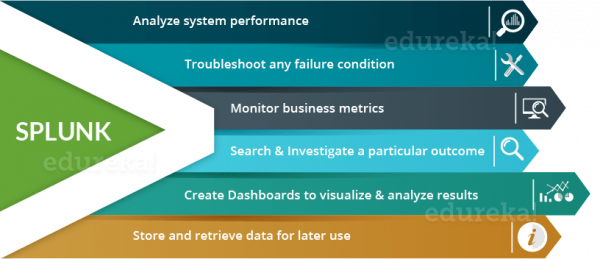 Analyze system performance
edureka!
Troubleshoot any failure condition
Monitor business metrics
SPLUNK
Search & Investigate a particular outcome
edureka!
Create Dashboards to visualize & analyze results
edureka!
Store and retrieve data for later use
i